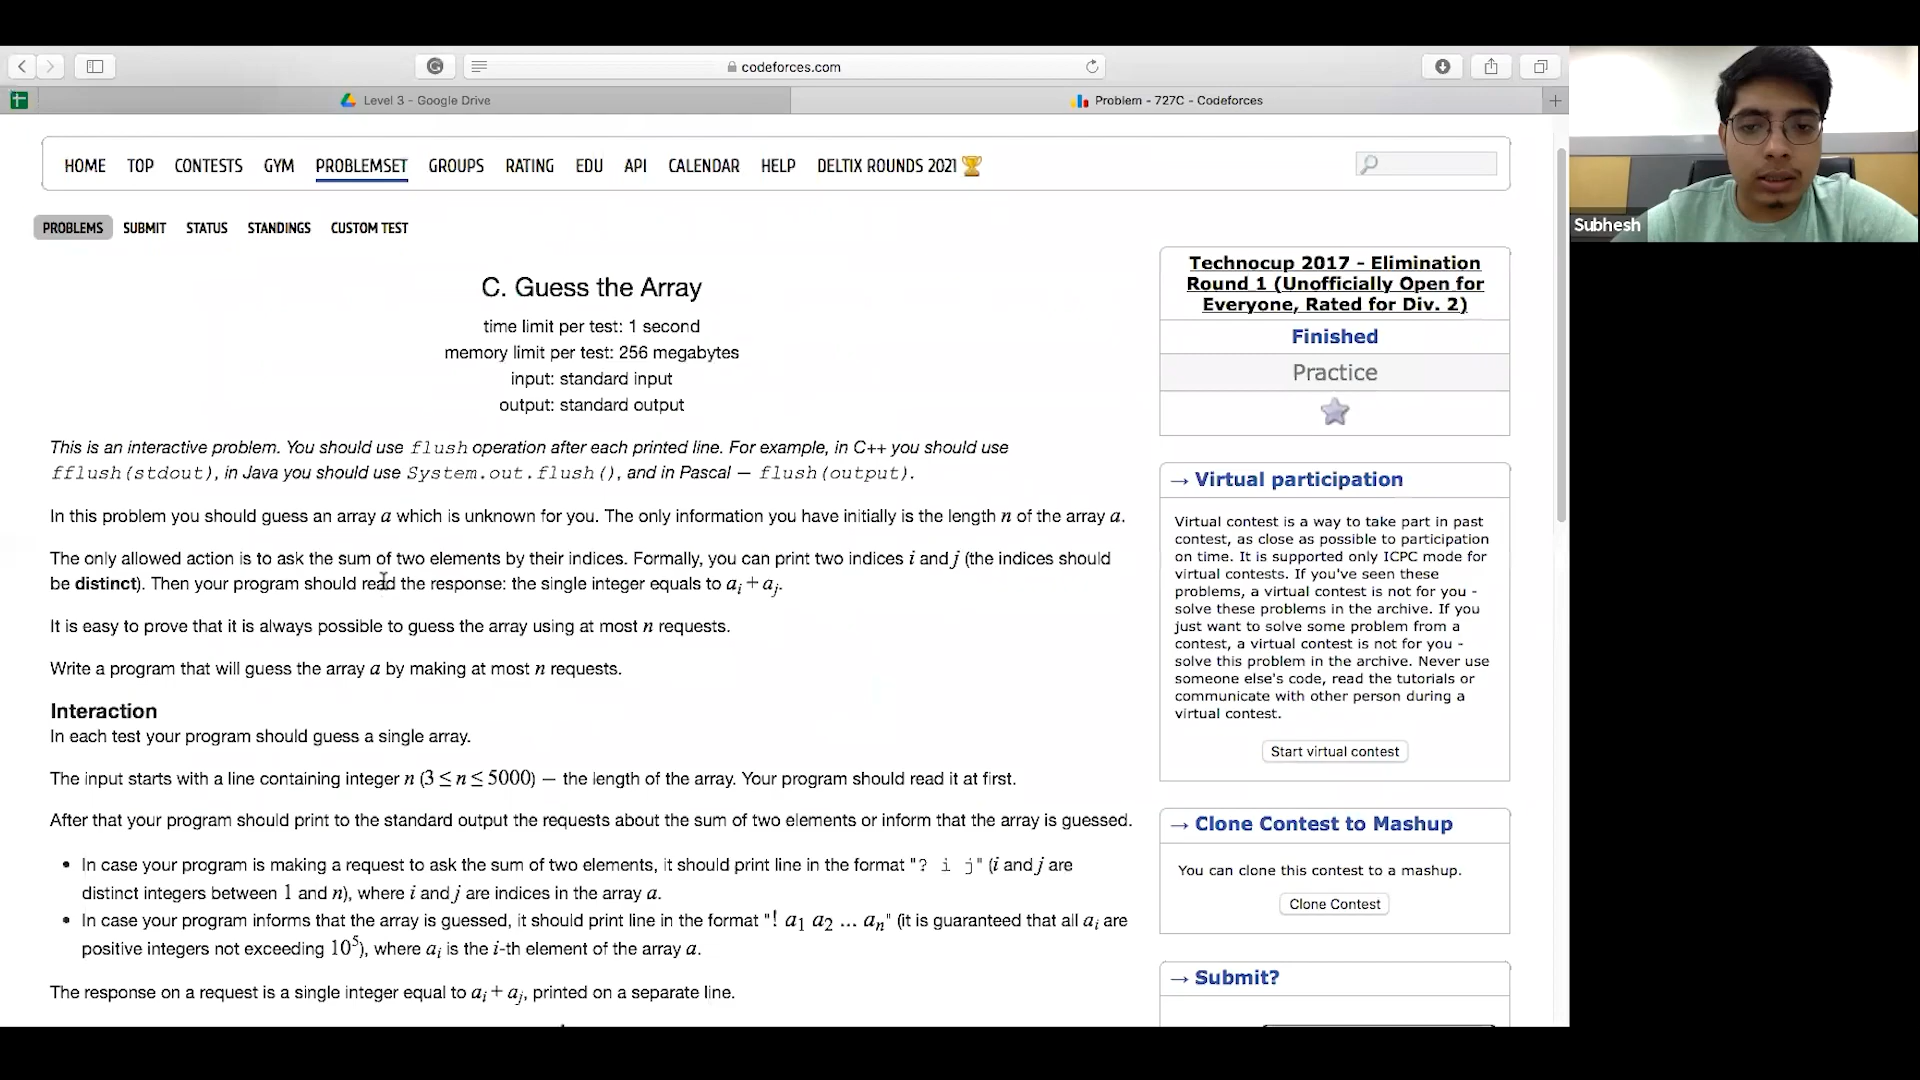 codeforces.com
Level 3 - Google Drive
Problem - 727C - Codeforces
HOME TOP CONTESTS GYM PROBLEMSET GROUPS RATING EDU API CALENDAR HELP DELTIX ROUNDS 2021
PROBLEMS SUBMIT STATUS STANDINGS CUSTOM TEST
C. Guess the Array
time limit per test: 1 second
memory limit per test: 256 megabytes
input: standard input
output: standard output
This is an interactive problem. You should use flush operation after each printed line. For example, in C++ you should use
fflush(stdout), in Java you should use System.out.flush(), and in Pascal — flush(output).
In this problem you should guess an array a which is unknown for you. The only information you have initially is the length n of the array a.
The only allowed action is to ask the sum of two elements by their indices. Formally, you can print two indices i and j (the indices should
be distinct). Then your program should read the response: the single integer equals to ai + aj.
It is easy to prove that it is always possible to guess the array using at most n requests.
Write a program that will guess the array a by making at most n requests.
Interaction
In each test your program should guess a single array.
The input starts with a line containing integer n (3 ≤ n ≤ 5000) — the length of the array. Your program should read it at first.
After that your program should print to the standard output the requests about the sum of two elements or inform that the array is guessed.
• In case your program is making a request to ask the sum of two elements, it should print line in the format "? i j" (i and j are
distinct integers between 1 and n), where i and j are indices in the array a.
• In case your program informs that the array is guessed, it should print line in the format "! a1 a2 ... an" (it is guaranteed that all ai are
positive integers not exceeding 10^5), where ai is the i-th element of the array a.
The response on a request is a single integer equal to ai + aj, printed on a separate line.
Technocup 2017 - Elimination
Round 1 (Unofficially Open for
Everyone, Rated for Div. 2)
Finished
Practice
→ Virtual participation
Virtual contest is a way to take part in past
contest, as close as possible to participation
on time. It is supported only ICPC mode for
virtual contests. If you've seen these
problems, a virtual contest is not for you -
solve these problems in the archive. If you
just want to solve some problem from a
contest, a virtual contest is not for you -
solve this problem in the archive. Never use
someone else's code, read the tutorials or
communicate with other person during a
virtual contest.
Start virtual contest
→ Clone Contest to Mashup
You can clone this contest to a mashup.
Clone Contest
→ Submit?
Subhesh